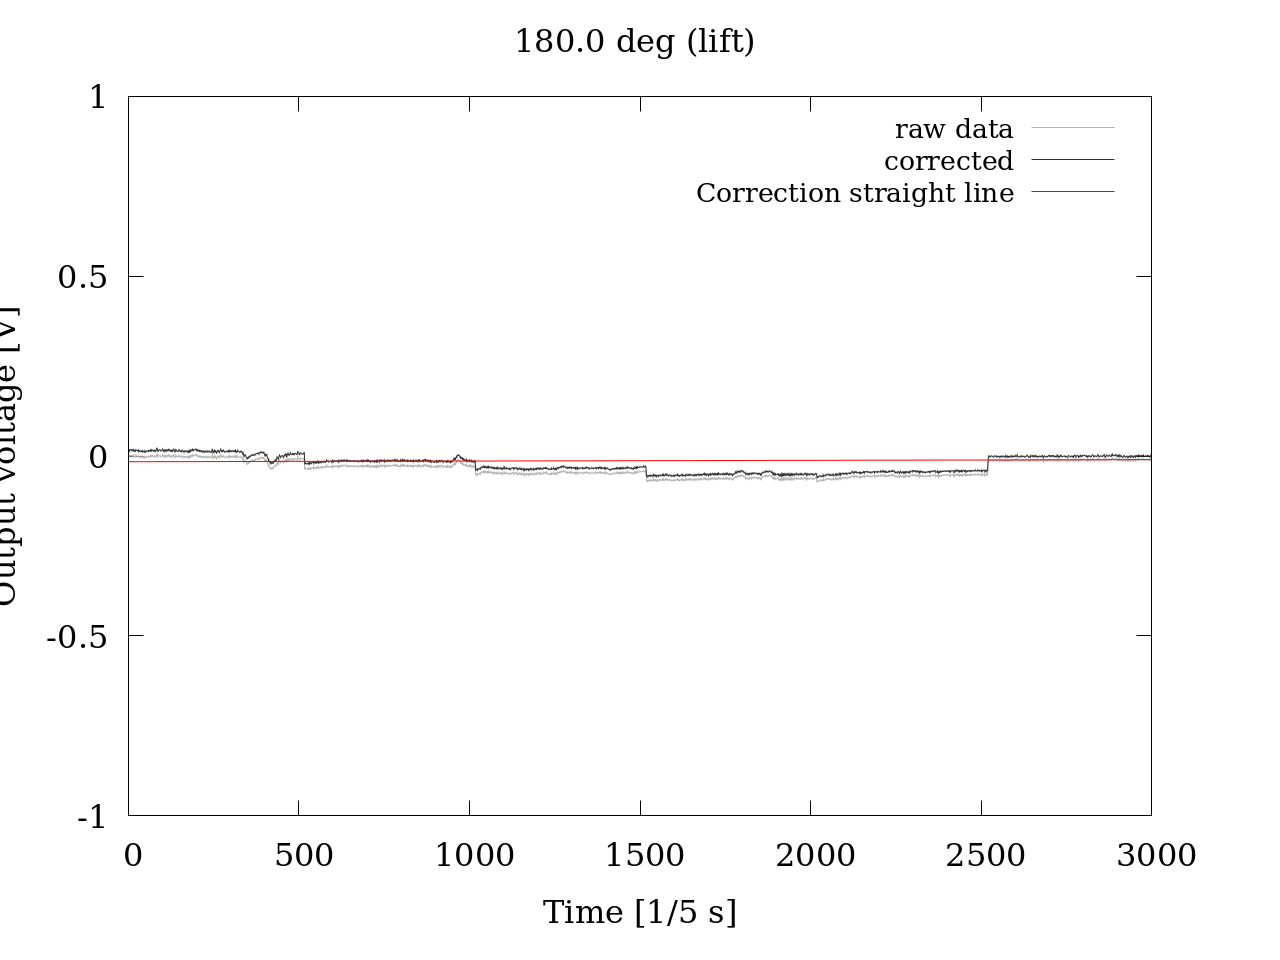 180.0 deg (lift)
1
0.5
0
-0.5
-1
Output voltage [V]
raw data
corrected
Correction straight line
0 500 1000 1500 2000 2500 3000
Time [1/5 s]